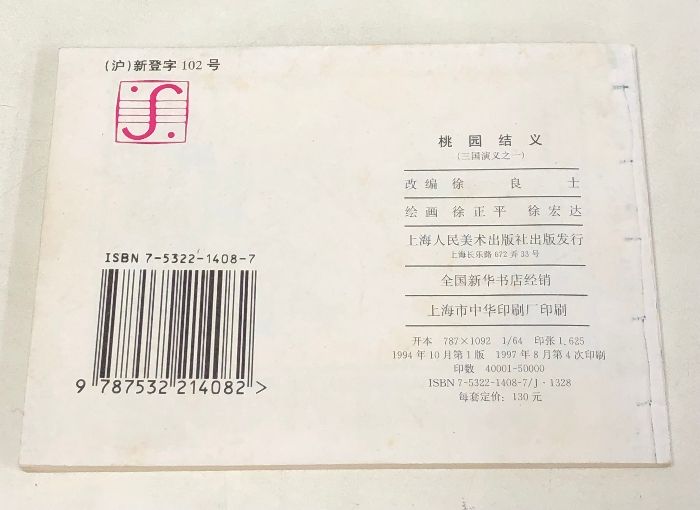 (沪)新登字 102 号
ISBN 7-5322-1408-7
9 787532 214082 >
桃园结义
(三国演义之一)
改编 徐良士
绘画 徐正平 徐宏达
上海人民美术出版社出版发行
上海长乐路 672 弄 33 号
全国新华书店经销
上海市中华印刷厂印刷
开本 787×1092 1/64 印张 1.625
1994 年 10 月第 1 版 1997 年 8 月第 4 次印刷
印数 40001-50000
ISBN 7-5322-1408-7/J·1328
每套定价: 130 元